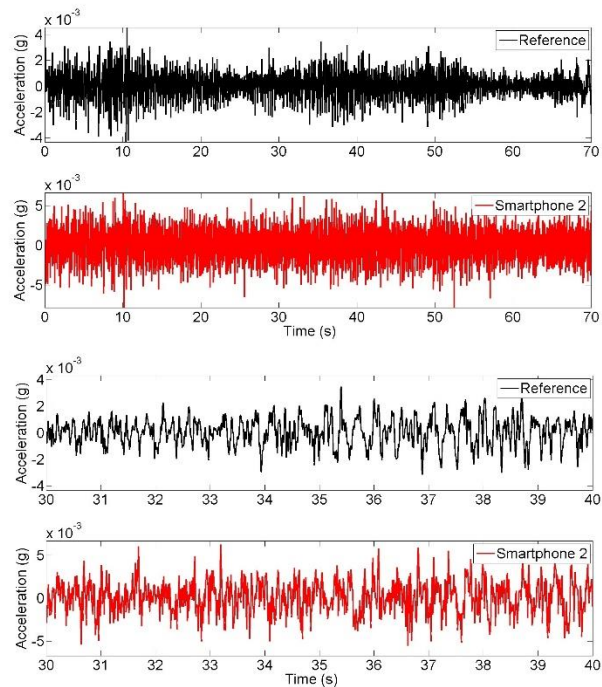 x 10⁻³
Acceleration (g)
4
2
0
-2
-4
Reference
0 10 20 30 40 50 60 70
x 10⁻³
Acceleration (g)
5
0
-5
Smartphone 2
0 10 20 30 40 50 60 70
Time (s)
x 10⁻³
Acceleration (g)
4
2
0
-2
-4
Reference
30 31 32 33 34 35 36 37 38 39 40
x 10⁻³
Acceleration (g)
5
0
-5
Smartphone 2
30 31 32 33 34 35 36 37 38 39 40
Time (s)